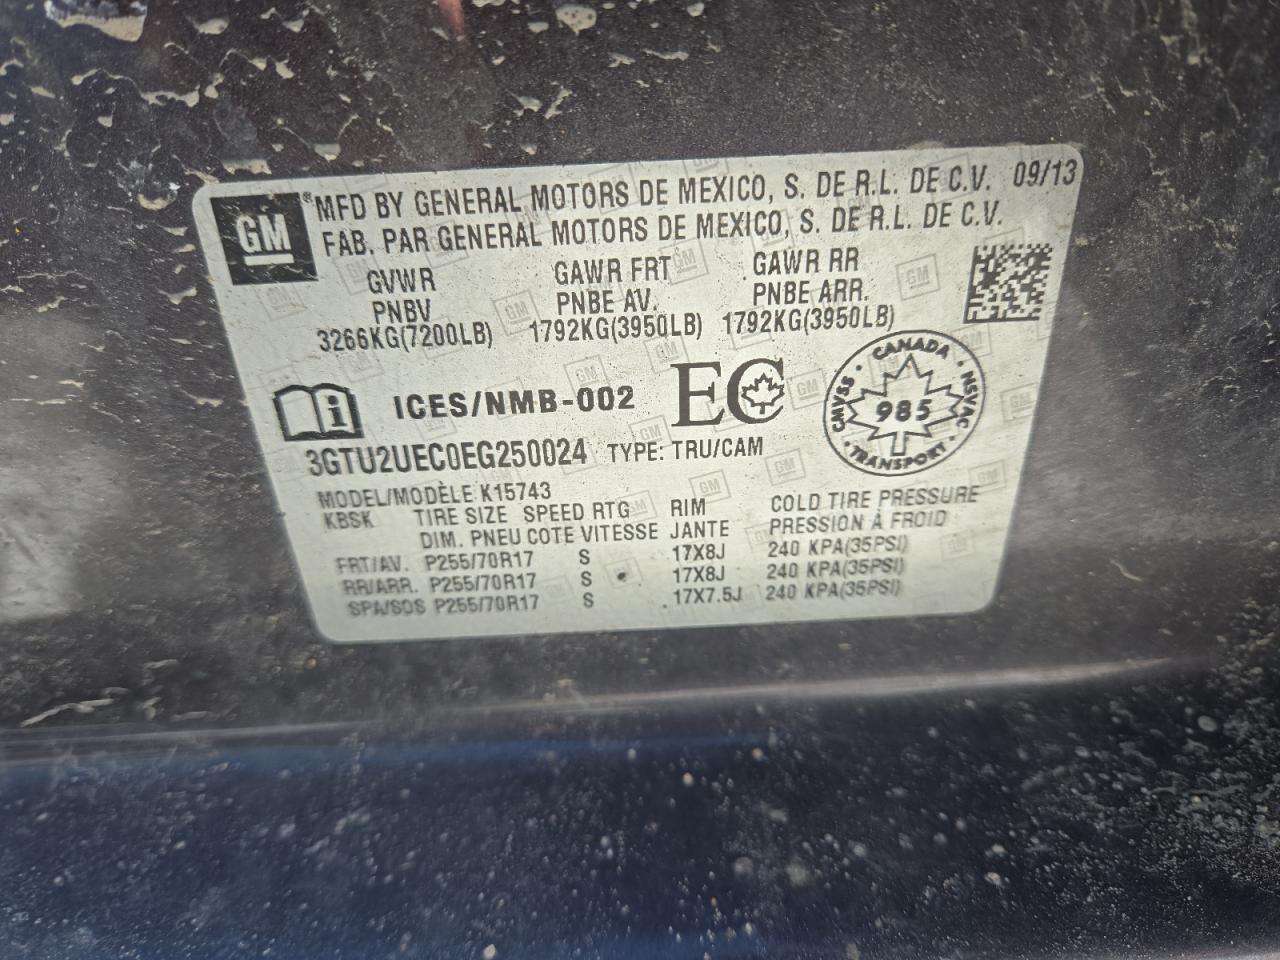 GM ® MFD BY GENERAL MOTORS DE MEXICO, S. DE R.L. DE C.V. 09/13
FAB. PAR GENERAL MOTORS DE MEXICO, S. DE R.L. DE C.V.
GVWR GAWR FRT GAWR RR
PNBV PNBE AV. PNBE ARR.
3266KG(7200LB) 1792KG(3950LB) 1792KG(3950LB)
i ICES/NMB-002 EC
CANADA
CMVSS 985 NSVAC
TRANSPORT
3GTU2UEC0EG250024 TYPE: TRU/CAM
MODEL/MODÈLE K15743
KBSK TIRE SIZE SPEED RTG RIM COLD TIRE PRESSURE
DIM. PNEU COTE VITESSE JANTE PRESSION À FROID
FRT/AV. P255/70R17 S 17X8J 240 KPA(35PSI)
RR/ARR. P255/70R17 S 17X8J 240 KPA(35PSI)
SPA/SOS P255/70R17 S 17X7.5J 240 KPA(35PSI)